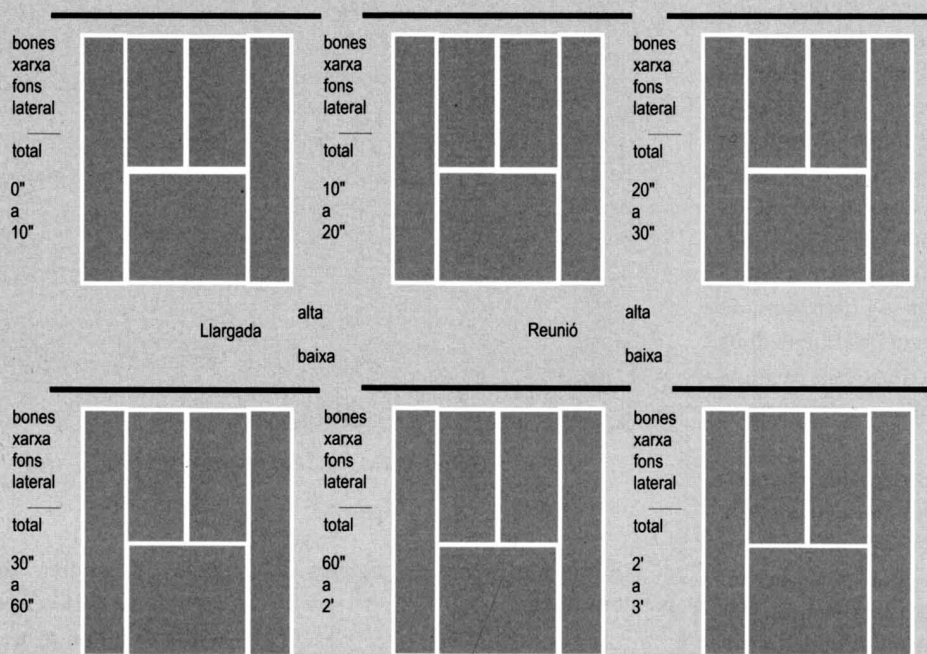 bones
xarxa
fons
lateral
total
0"
a
10"
bones
xarxa
fons
lateral
total
10"
a
20"
bones
xarxa
fons
lateral
total
20"
a
30"
Llargada
alta
baixa
Reunió
alta
baixa
bones
xarxa
fons
lateral
total
30"
a
60"
bones
xarxa
fons
lateral
total
60"
a
2'
bones
xarxa
fons
lateral
total
2'
a
3'